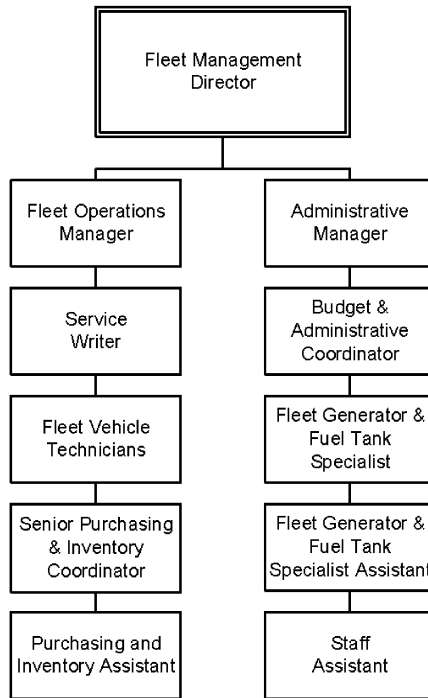 Fleet Management
Director
Fleet Operations
Manager
Administrative
Manager
Service
Writer
Budget &
Administrative
Coordinator
Fleet Vehicle
Technicians
Fleet Generator &
Fuel Tank
Specialist
Senior Purchasing
& Inventory
Coordinator
Fleet Generator &
Fuel Tank
Specialist Assistant
Purchasing and
Inventory Assistant
Staff
Assistant